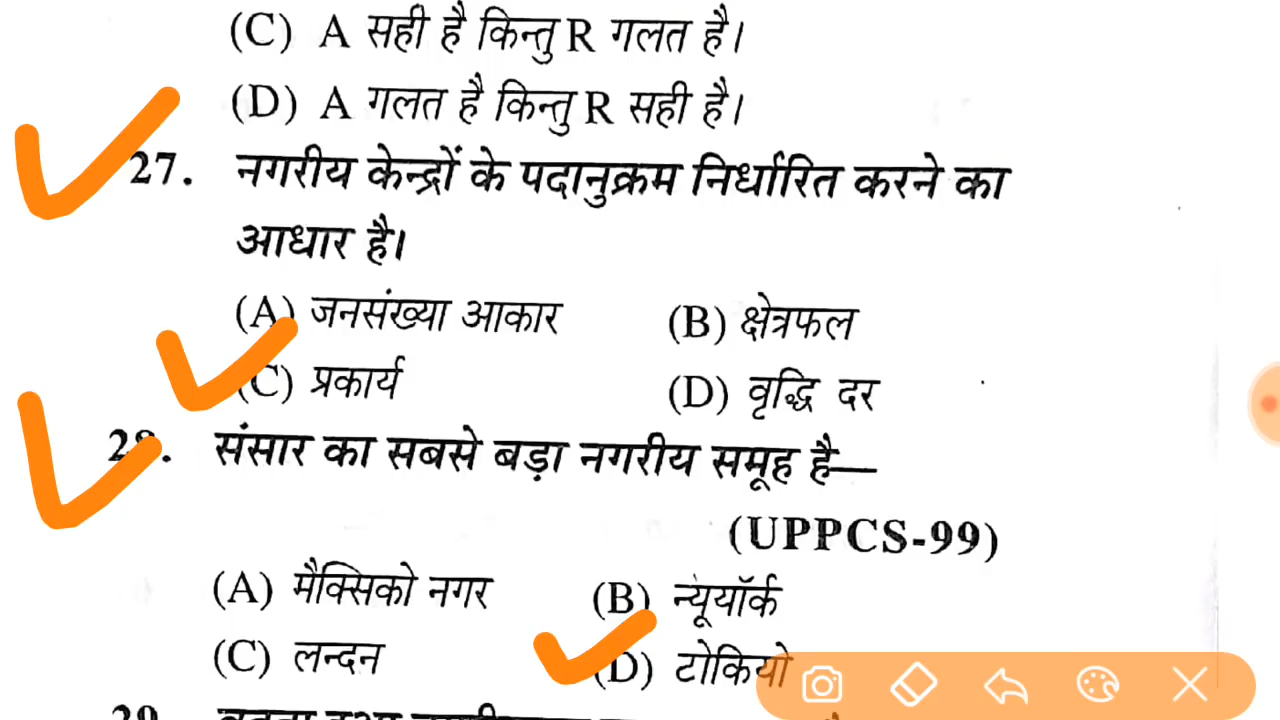 (C) A सही है किन्तु R गलत है।
(D) A गलत है किन्तु R सही है।
27. नगरीय केन्द्रों के पदानुक्रम निर्धारित करने का
आधार है।
(A) जनसंख्या आकार (B) क्षेत्रफल
(C) प्रकार्य (D) वृद्धि दर
28. संसार का सबसे बड़ा नगरीय समूह है—
(UPPCS-99)
(A) मैक्सिको नगर (B) न्यूयॉर्क
(C) लन्दन (D) टोकियो